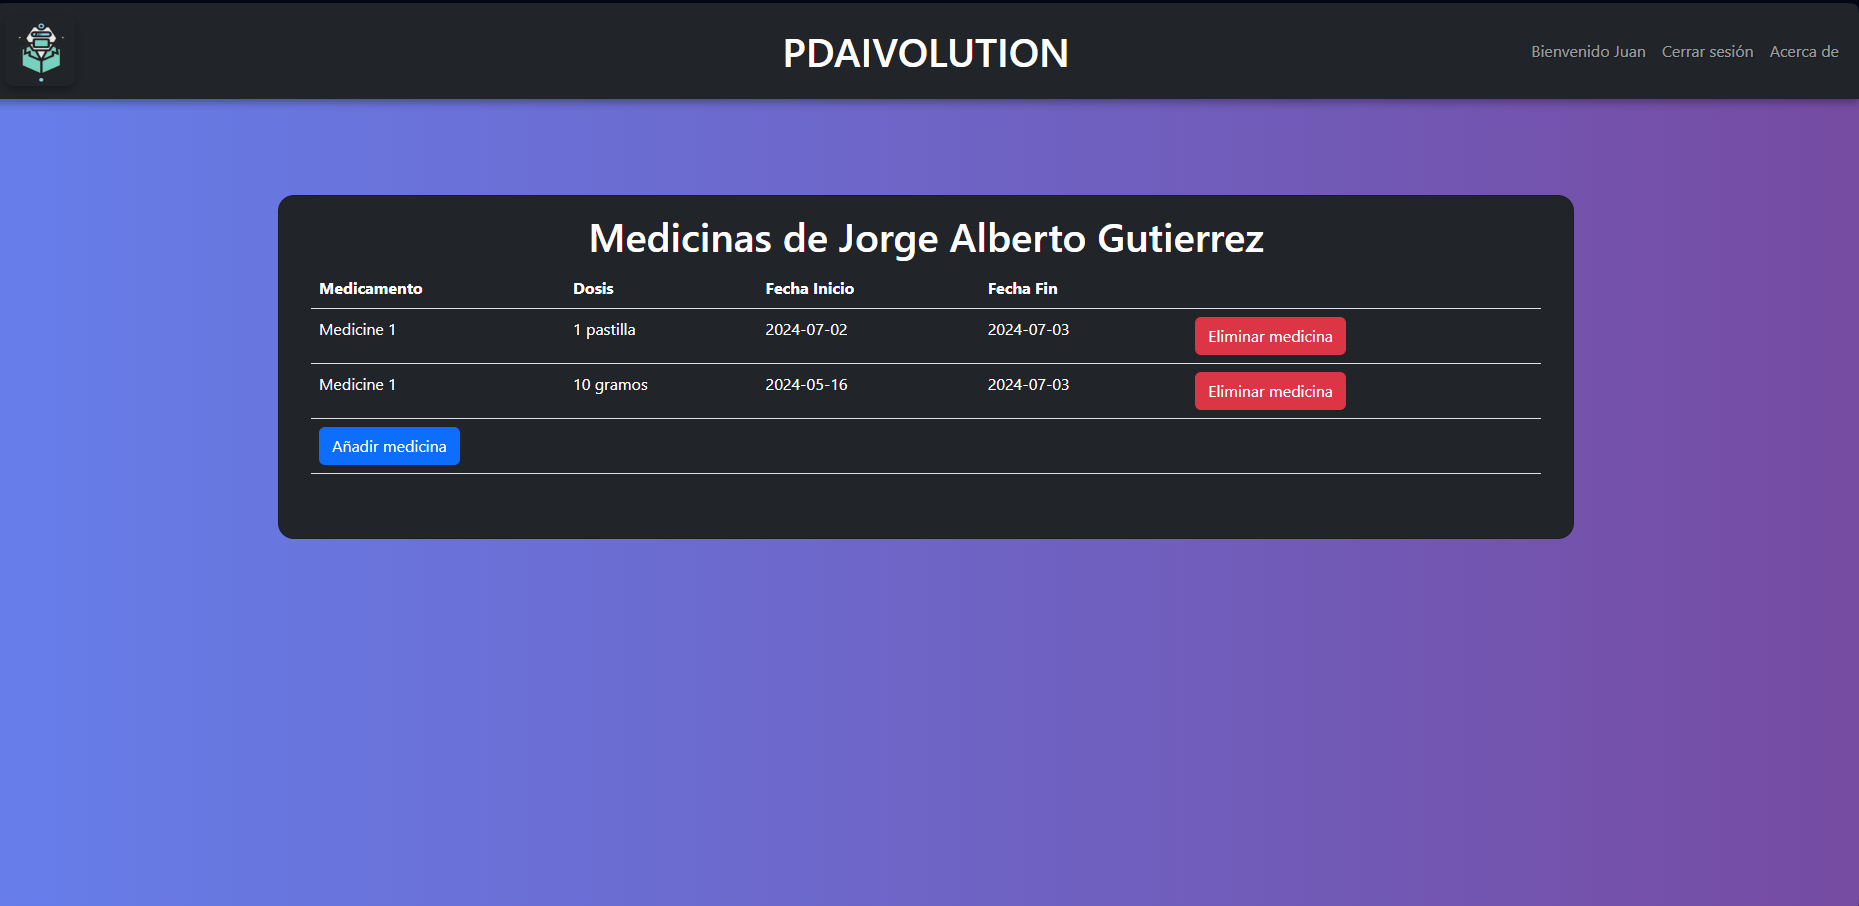 PDAIVOLUTION
Bienvenido Juan Cerrar sesión Acerca de
Medicinas de Jorge Alberto Gutierrez
Medicamento Dosis Fecha Inicio Fecha Fin
Medicine 1 1 pastilla 2024-07-02 2024-07-03 Eliminar medicina
Medicine 1 10 gramos 2024-05-16 2024-07-03 Eliminar medicina
Añadir medicina